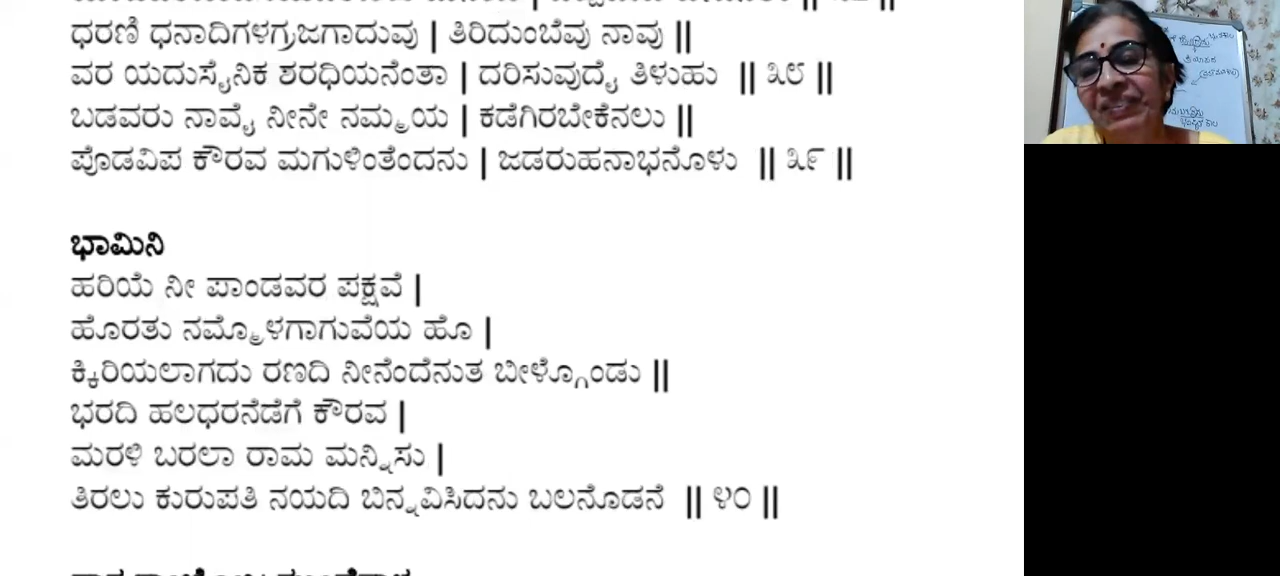 ಧರಣಿ ಧನಾದಿಗಳಗ್ರಜಗಾದುವು | ತಿರಿದುಂಬೆವು ನಾವು ||
ವರ ಯದುಸೈನಿಕ ಶರಧಿಯನೆಂತಾ | ದರಿಸುವುದೈ ತಿಳುಹು || ೩೮ ||
ಬಡವರು ನಾವೈ ನೀನೇ ನಮ್ಮಯ | ಕಡೆಗಿರಬೇಕೆನಲು ||
ಪೊಡವಿಪ ಕೌರವ ಮಗುಳಿಂತೆಂದನು | ಜಡರುಹನಾಭನೊಳು || ೩೯ ||
ಭಾಮಿನಿ
ಹರಿಯೆ ನೀ ಪಾಂಡವರ ಪಕ್ಷವೆ |
ಹೊರತು ನಮ್ಮೊಳಗಾಗುವೆಯ ಹೊ |
ಕ್ಕಿರಿಯಲಾಗದು ರಣದಿ ನೀನೆಂದೆನುತ ಬೀಳ್ಗೊಂಡು ||
ಭರದಿ ಹಲಧರನೆಡೆಗೆ ಕೌರವ |
ಮರಳಿ ಬರಲಾ ರಾಮ ಮನ್ನಿಸು |
ತಿರಲು ಕುರುಪತಿ ನಯದಿ ಬಿನ್ನವಿಸಿದನು ಬಲನೊಡನೆ || ೪೦ ||